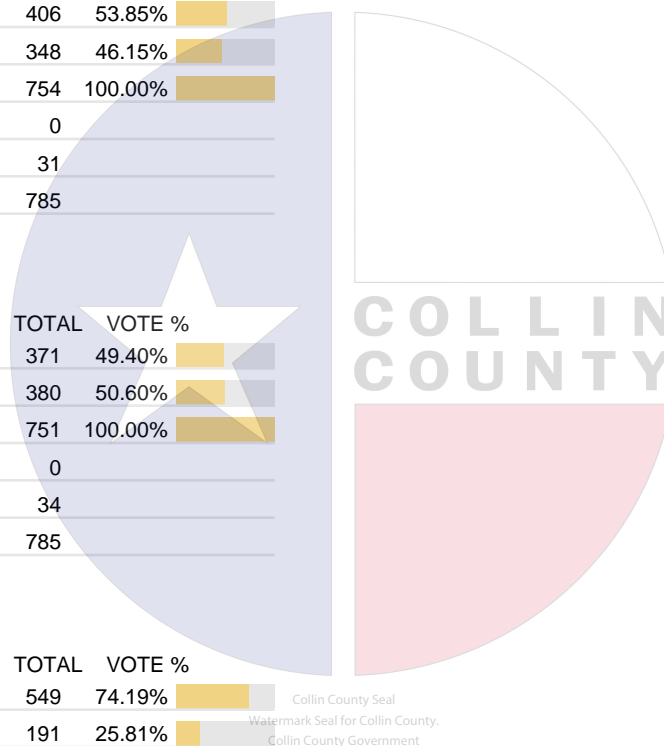 406 53.85%
348 46.15%
754 100.00%
0
31
785
TOTAL VOTE %
371 49.40%
380 50.60%
751 100.00%
0
34
785
COLLIN
COUNTY
TOTAL VOTE %
549 74.19%
191 25.81%
Collin County Seal
Watermark Seal for Collin County.
Collin County Government